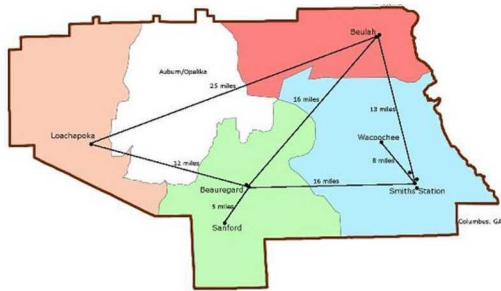 Beulah
Auburn/Opalika
25 miles
16 miles
13 miles
Loachapoka
Wacoochee
12 miles
8 miles
Beauregard
16 miles
Smiths Station
5 miles
Sanford
Columbus, GA